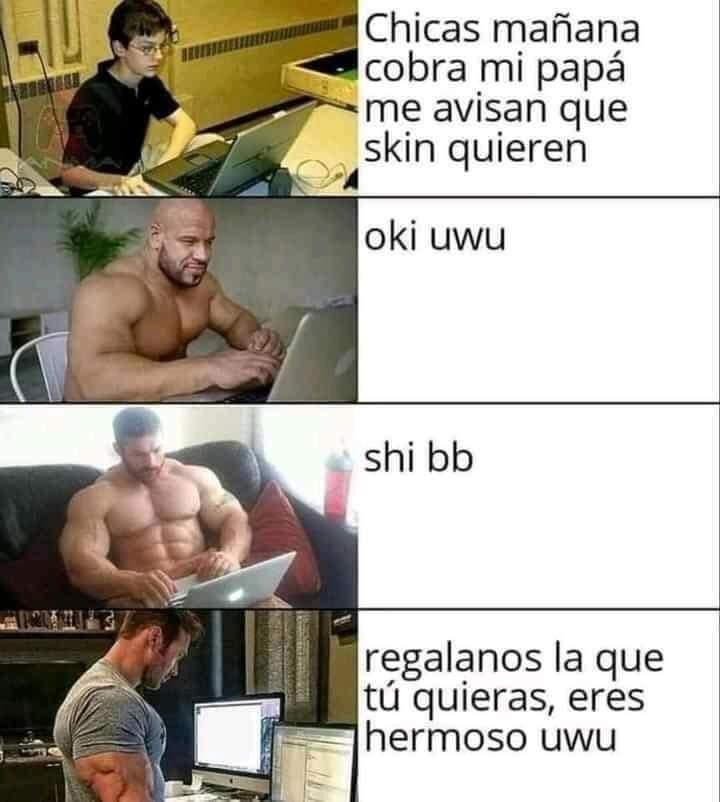 Chicas mañana
cobra mi papá
me avisan que
skin quieren
oki uwu
shi bb
regalanos la que
tú quieras, eres
hermoso uwu